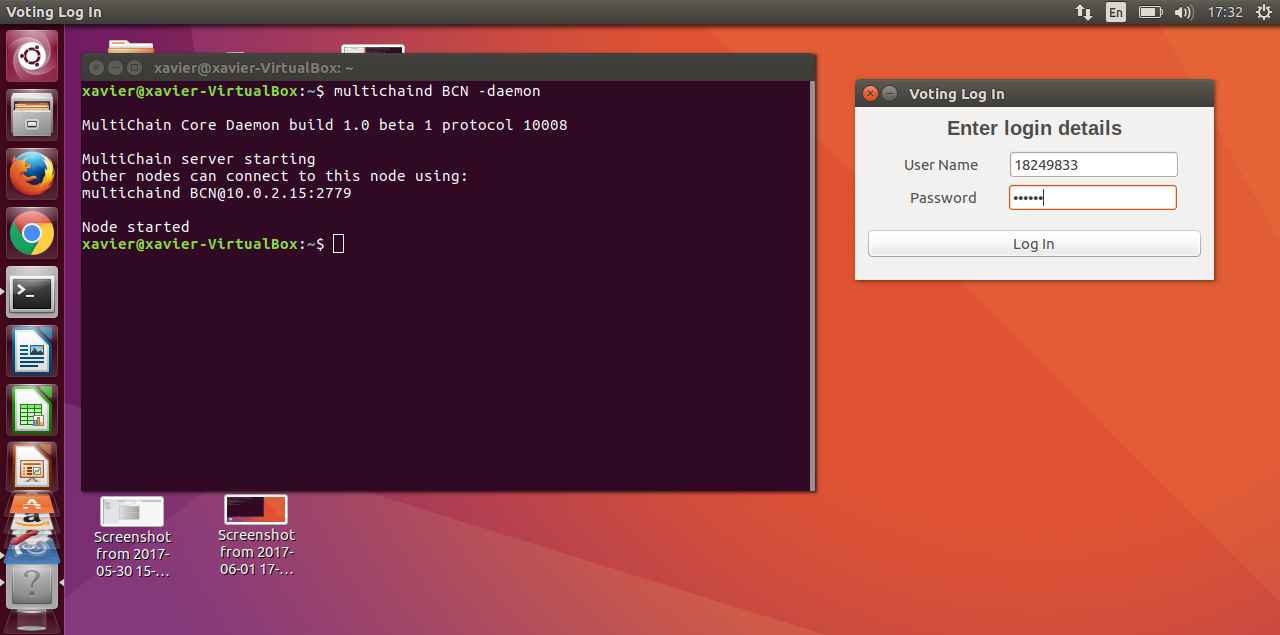 Voting Log In
En
17:32
xavier@xavier-VirtualBox: ~
xavier@xavier-VirtualBox:~$ multichaind BCN -daemon
MultiChain Core Daemon build 1.0 beta 1 protocol 10008
MultiChain server starting
Other nodes can connect to this node using:
multichaind BCN@10.0.2.15:2779
Node started
xavier@xavier-VirtualBox:~$
Voting Log In
Enter login details
User Name 18249833
Password ••••••
Log In
Screenshot
from 2017-
05-30 15-...
Screenshot
from 2017-
06-01 17-...